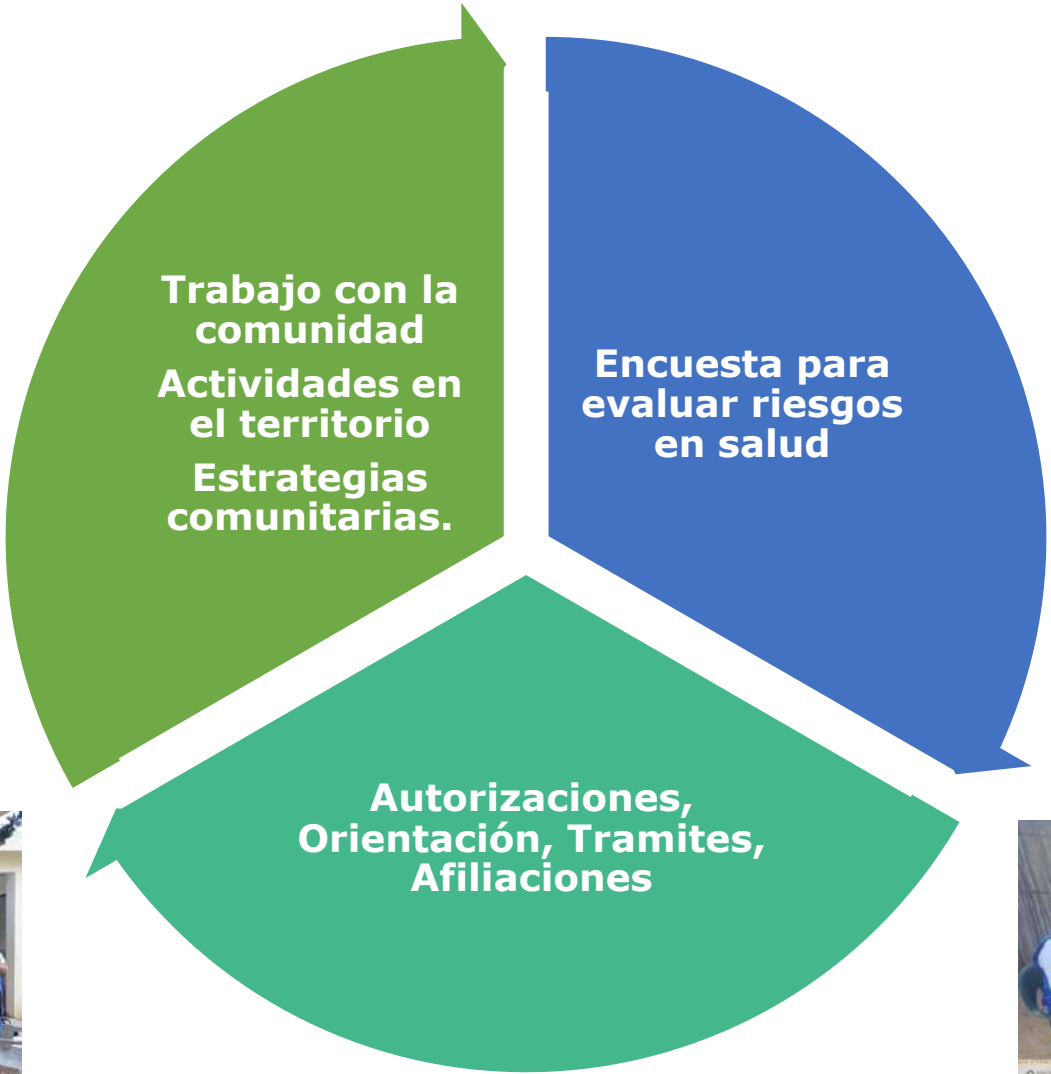 Trabajo con la
comunidad
Actividades en
el territorio
Estrategias
comunitarias.
Encuesta para
evaluar riesgos
en salud
Autorizaciones,
Orientación, Tramites,
Afiliaciones